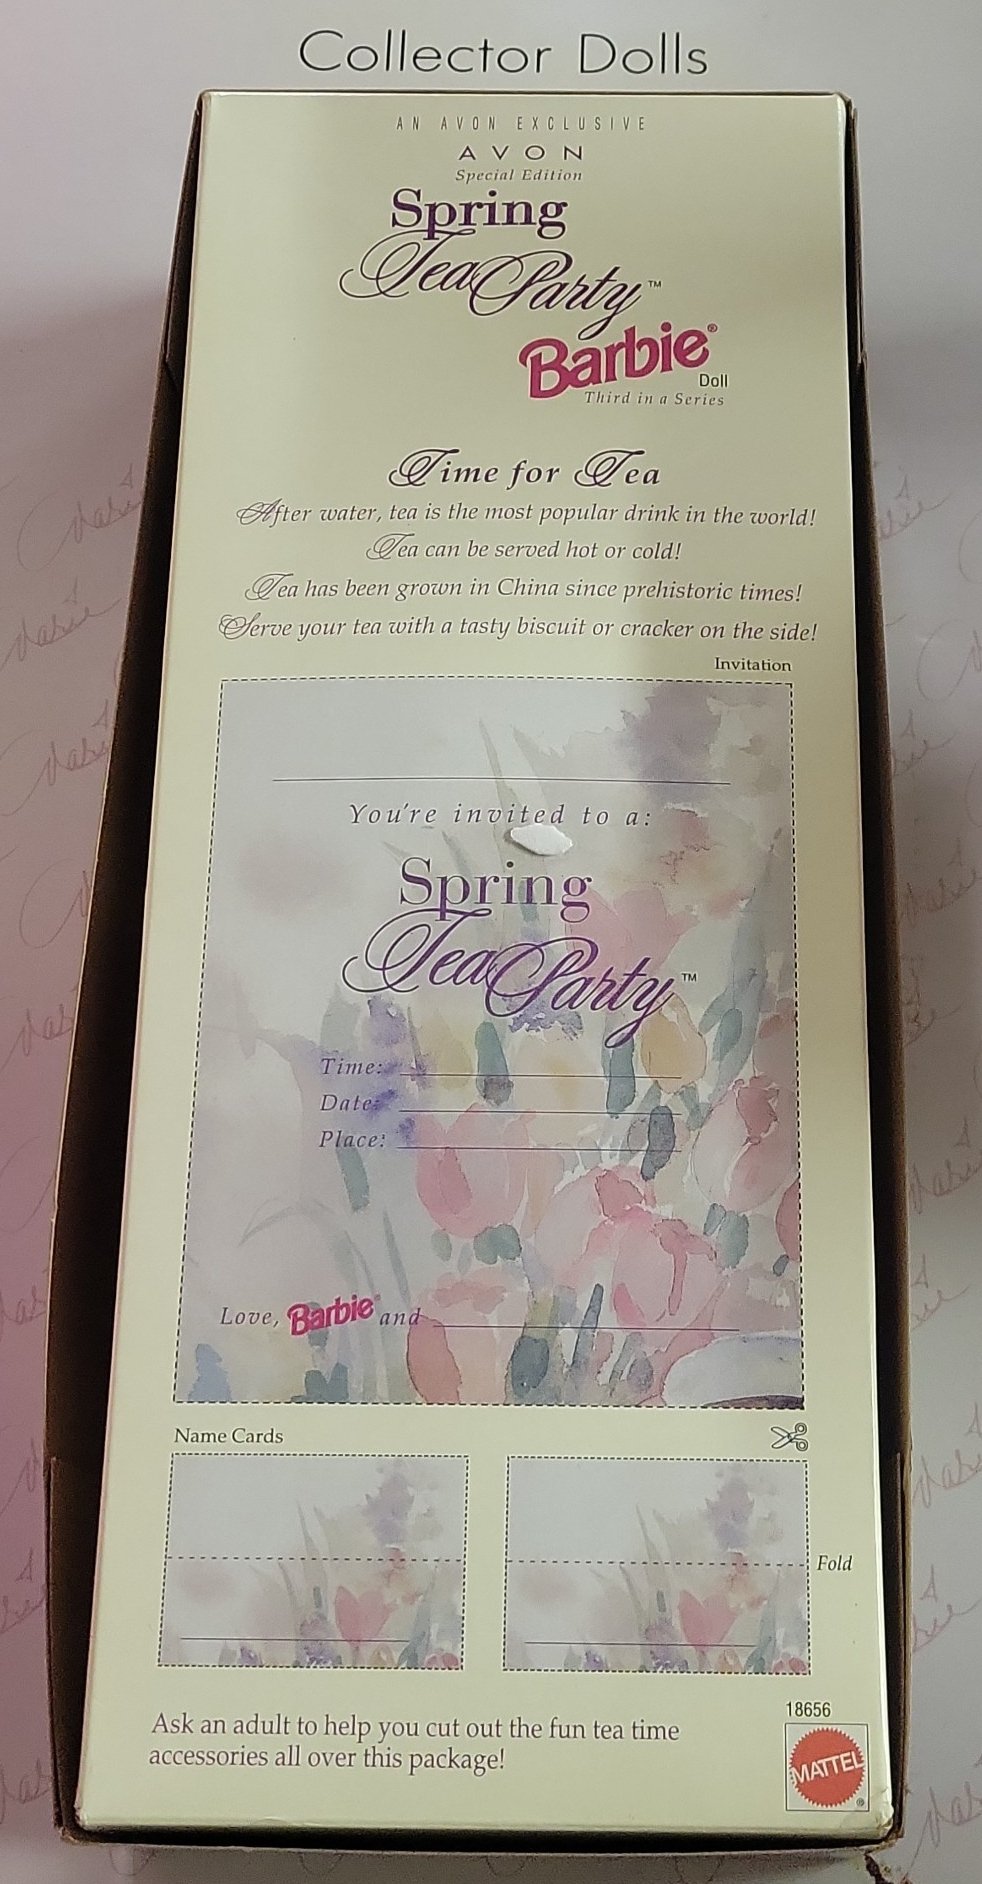 Collector Dolls
AN AVON EXCLUSIVE
AVON
Special Edition
Spring
Tea Party™
Barbie®
Doll
Third in a Series
Time for Tea
After water, tea is the most popular drink in the world!
Tea can be served hot or cold!
Tea has been grown in China since prehistoric times!
Serve your tea with a tasty biscuit or cracker on the side!
Invitation
You're invited to a:
Spring
Tea Party™
Time:
Date:
Place:
Love, Barbie® and
Name Cards
Fold
Ask an adult to help you cut out the fun tea time
accessories all over this package!
18656
MATTEL
®